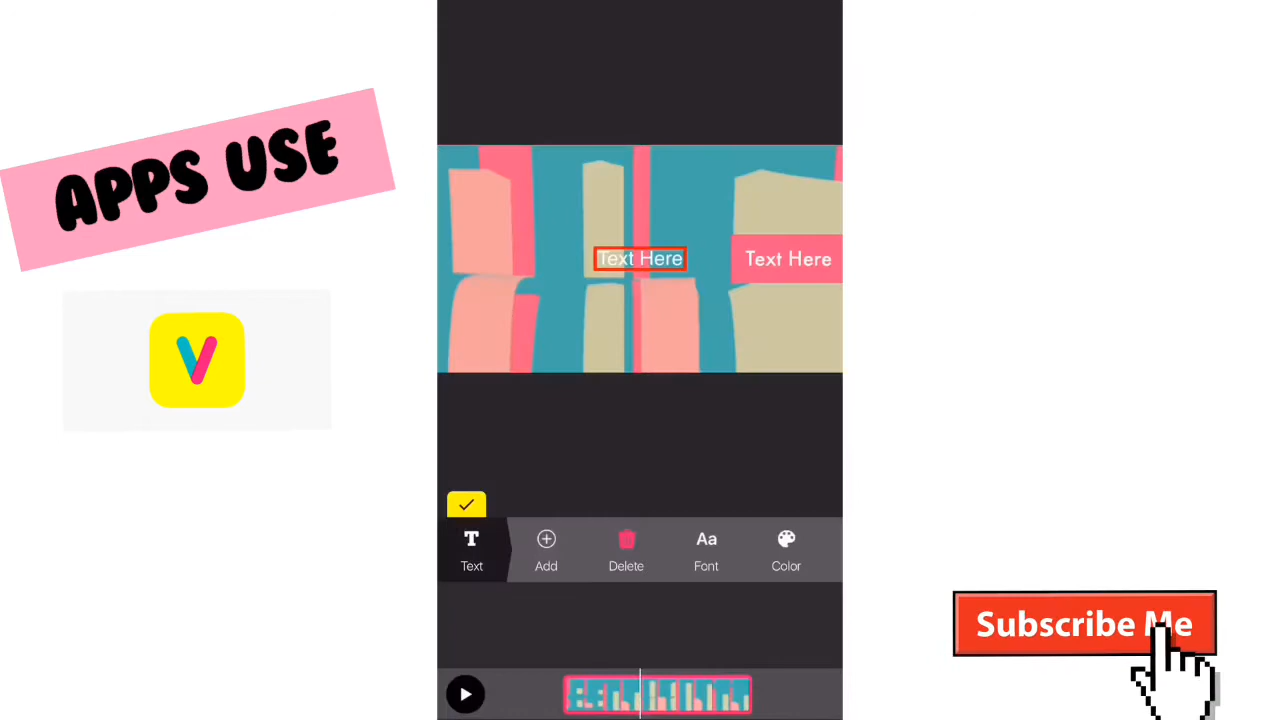 APPS USE
Text Here
Text Here
Text
Add
Delete
Aa
Font
Color
Subscribe Me